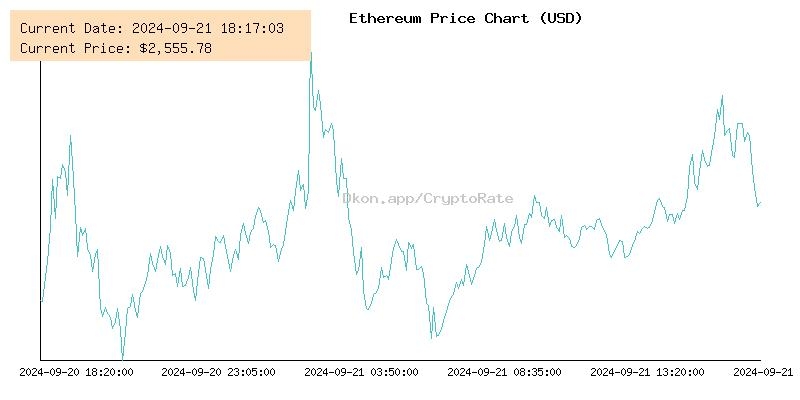 Ethereum Price Chart (USD)
Current Date: 2024-09-21 18:17:03
Current Price: $2,555.78
Dkon.app/CryptoRate
2024-09-20 18:20:00
2024-09-20 23:05:00
2024-09-21 03:50:00
2024-09-21 08:35:00
2024-09-21 13:20:00
2024-09-21